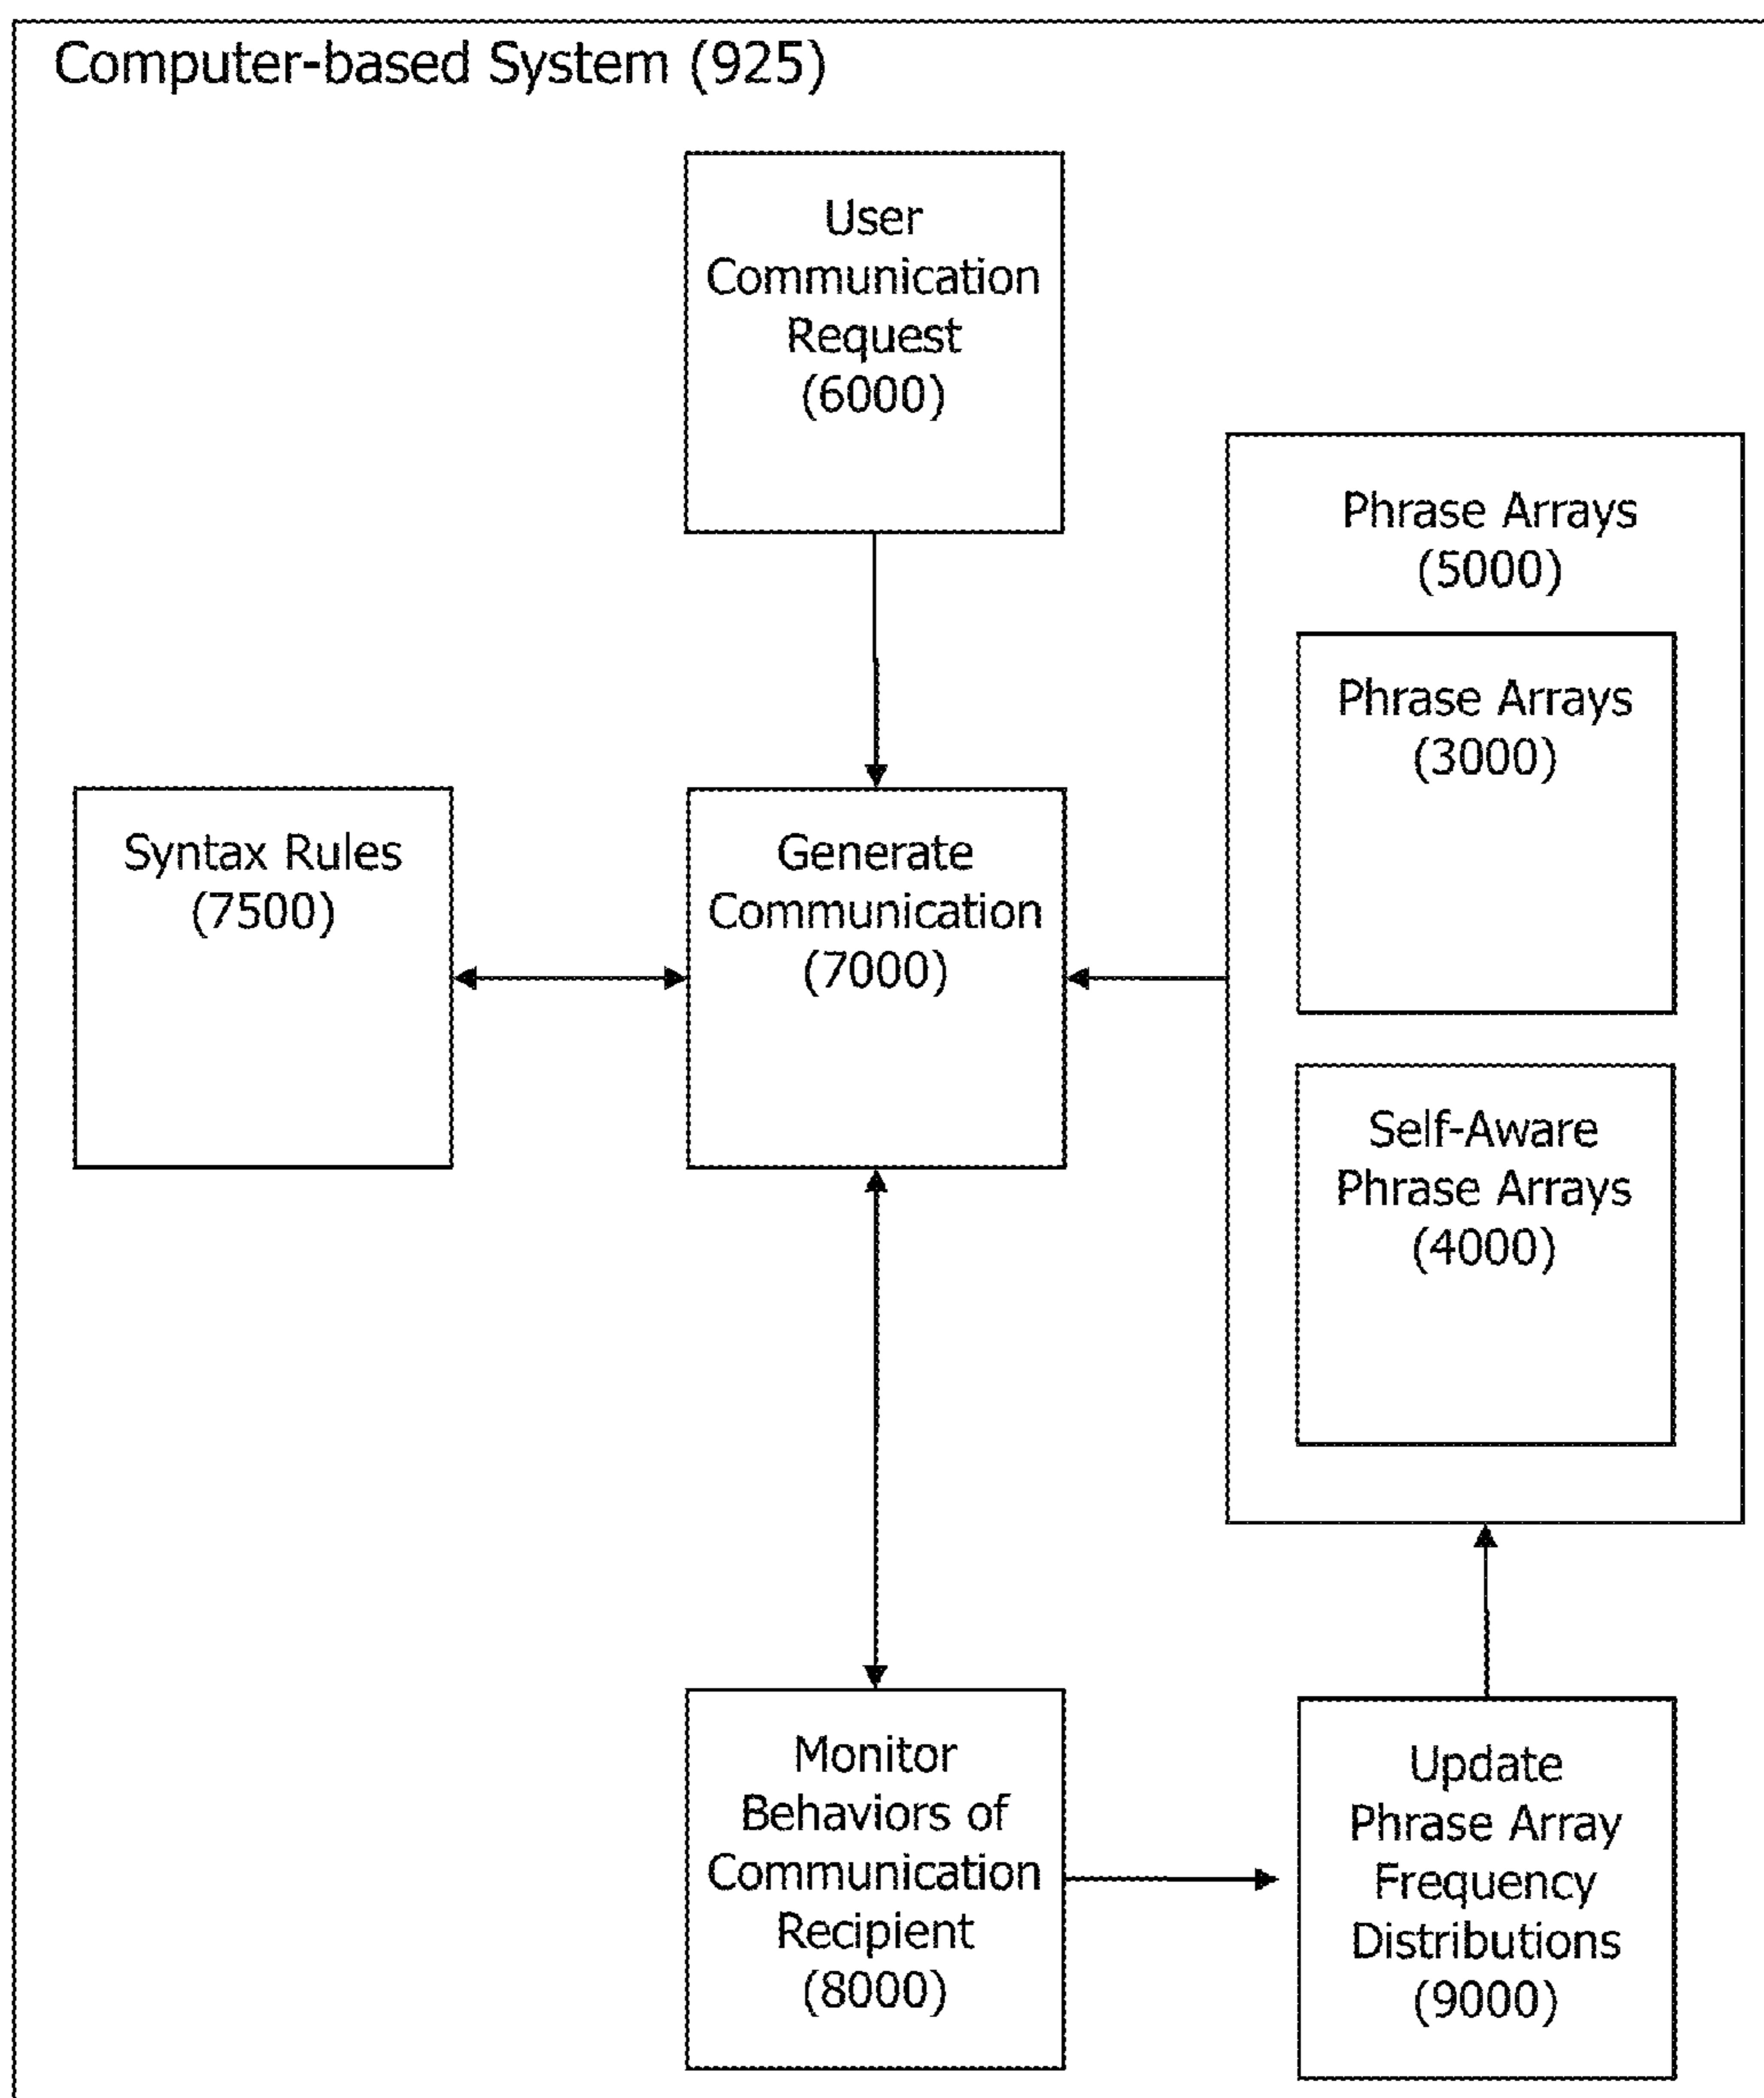 Computer-based System (925)
User
Communication
Request
(6000)
Phrase Arrays
(5000)
Phrase Arrays
(3000)
Syntax Rules
(7500)
Generate
Communication
(7000)
Self-Aware
Phrase Arrays
(4000)
Monitor
Behaviors of
Communication
Recipient
(8000)
Update
Phrase Array
Frequency
Distributions
(9000)